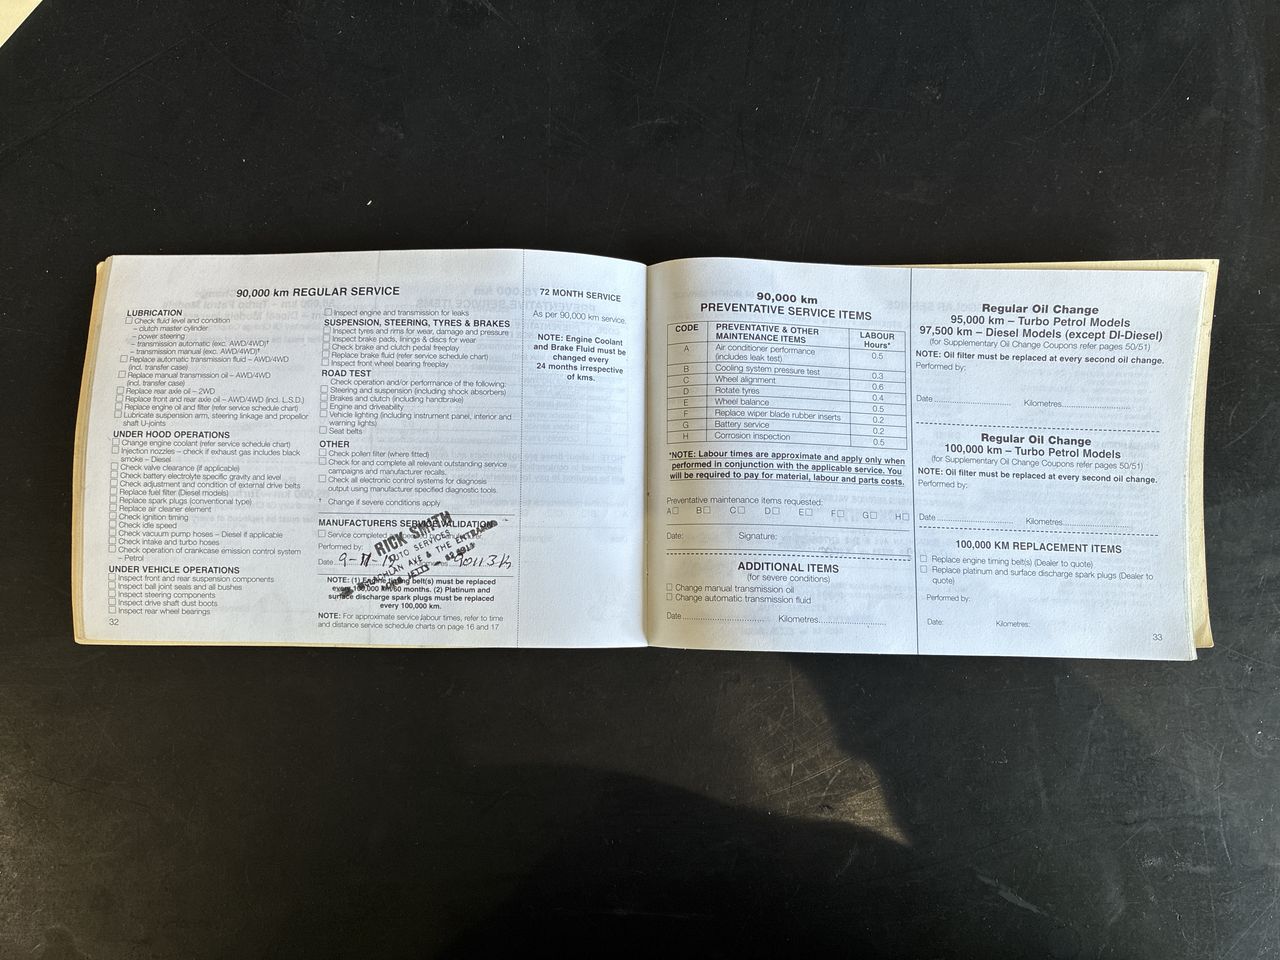 90,000 km REGULAR SERVICE
LUBRICATION
Check fluid level and condition
– clutch master cylinder
– power steering
– transmission automatic (exc. AWD/4WD)†
– transmission manual (exc. AWD/4WD)†
Replace automatic transmission fluid – AWD/4WD
(incl. transfer case)
Replace manual transmission oil – AWD/4WD
(incl. transfer case)
Replace rear axle oil – 2WD
Replace front and rear axle oil – AWD/4WD (incl. L.S.D.)
Replace engine oil and filter (refer service schedule chart)
Lubricate suspension arm, steering linkage and propellor
shaft U-joints
UNDER HOOD OPERATIONS
Change engine coolant (refer service schedule chart)
Injection nozzles – check if exhaust gas includes black
smoke – Diesel
Check valve clearance (if applicable)
Check battery electrolyte specific gravity and level
Check adjustment and condition of external drive belts
Replace fuel filter (Diesel models)
Replace spark plugs (conventional type)
Replace air cleaner element
Check ignition timing
Check idle speed
Check vacuum pump hoses – Diesel if applicable
Check intake and turbo hoses
Check operation of crankcase emission control system
– Petrol
UNDER VEHICLE OPERATIONS
Inspect front and rear suspension components
Inspect ball joint seals and all bushes
Inspect steering components
Inspect drive shaft dust boots
Inspect rear wheel bearings
32
Inspect engine and transmission for leaks
SUSPENSION, STEERING, TYRES & BRAKES
Inspect tyres and rims for wear, damage and pressure
Inspect brake pads, linings & discs for wear
Check brake and clutch pedal freeplay
Replace brake fluid (refer service schedule chart)
Inspect front wheel bearing freeplay
ROAD TEST
Check operation and/or performance of the following:
Steering and suspension (including shock absorbers)
Brakes and clutch (including handbrake)
Engine and driveability
Vehicle lighting (including instrument panel, interior and
warning lights)
Seat belts
OTHER
Check pollen filter (where fitted)
Check for and complete all relevant outstanding service
campaigns and manufacturer recalls.
Check all electronic control systems for diagnosis
output using manufacturer specified diagnostic tools.
† Change if severe conditions apply
MANUFACTURERS SERVICE VALIDATION
Service completed
Performed by:
RICK SMITH
AUTO SERVICES
LAN AXE & THE ENTRANCE
Date
NOTE: (1) Engine timing belt(s) must be replaced
every 100,000 km/60 months. (2) Platinum and
surface discharge spark plugs must be replaced
every 100,000 km.
NOTE: For approximate service labour times, refer to time
and distance service schedule charts on page 16 and 17
72 MONTH SERVICE
As per 90,000 km service.
NOTE: Engine Coolant
and Brake Fluid must be
changed every
24 months irrespective
of kms.
90,000 km
PREVENTATIVE SERVICE ITEMS
CODE PREVENTATIVE & OTHER MAINTENANCE ITEMS LABOUR Hours*
A Air conditioner performance (includes leak test) 0.5
B Cooling system pressure test 0.3
C Wheel alignment 0.6
D Rotate tyres 0.4
E Wheel balance 0.5
F Replace wiper blade rubber inserts 0.2
G Battery service 0.2
H Corrosion inspection 0.5
*NOTE: Labour times are approximate and apply only when
performed in conjunction with the applicable service. You
will be required to pay for material, labour and parts costs.
Preventative maintenance items requested:
A B C D E F G H
Date: Signature:
ADDITIONAL ITEMS
(for severe conditions)
Change manual transmission oil
Change automatic transmission fluid
Date Kilometres
Regular Oil Change
95,000 km – Turbo Petrol Models
97,500 km – Diesel Models (except DI-Diesel)
(for Supplementary Oil Change Coupons refer pages 50/51)
NOTE: Oil filter must be replaced at every second oil change.
Performed by:
Date Kilometres
Regular Oil Change
100,000 km – Turbo Petrol Models
(for Supplementary Oil Change Coupons refer pages 50/51)
NOTE: Oil filter must be replaced at every second oil change.
Performed by:
Date Kilometres
100,000 KM REPLACEMENT ITEMS
Replace engine timing belt(s) (Dealer to quote)
Replace platinum and surface discharge spark plugs (Dealer to
quote)
Performed by:
Date: Kilometres:
33